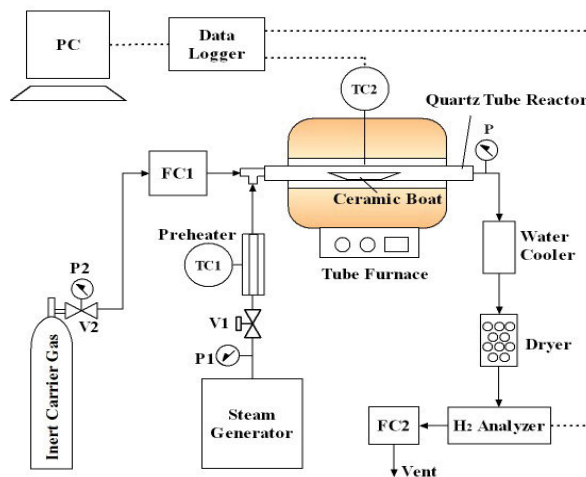 PC
Data
Logger
TC2
Quartz Tube Reactor
P
FC1
Ceramic Boat
Preheater
TC1
Water
Cooler
Tube Furnace
P2
V2
V1
P1
Dryer
Inert Carrier Gas
Steam
Generator
FC2
H₂ Analyzer
Vent